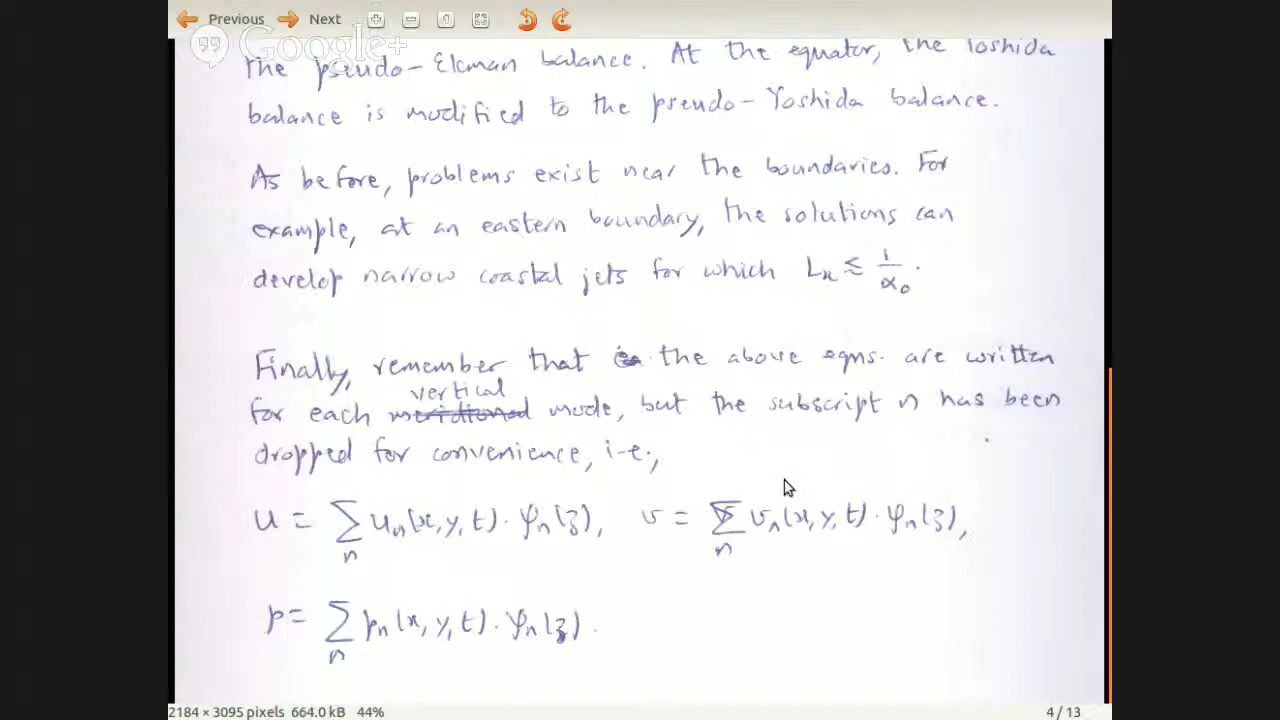 Previous Next
Google+
the pseudo-Ekman balance. At the equator, the Yoshida
balance is modified to the pseudo-Yoshida balance.
As before, problems exist near the boundaries. For
example, at an eastern boundary, the solutions can
develop narrow coastal jets for which Lx ≲ 1/α₀.
Finally, remember that the above eqns. are written
vertical
for each meridional mode, but the subscript n has been
dropped for convenience, i.e.,
u = Σₙ uₙ(x,y,t). ψₙ(z), v = Σₙ vₙ(x,y,t). ψₙ(z),
p = Σₙ pₙ(x,y,t). ψₙ(z).
2184 × 3095 pixels 664.0 kB 44% 4 / 13